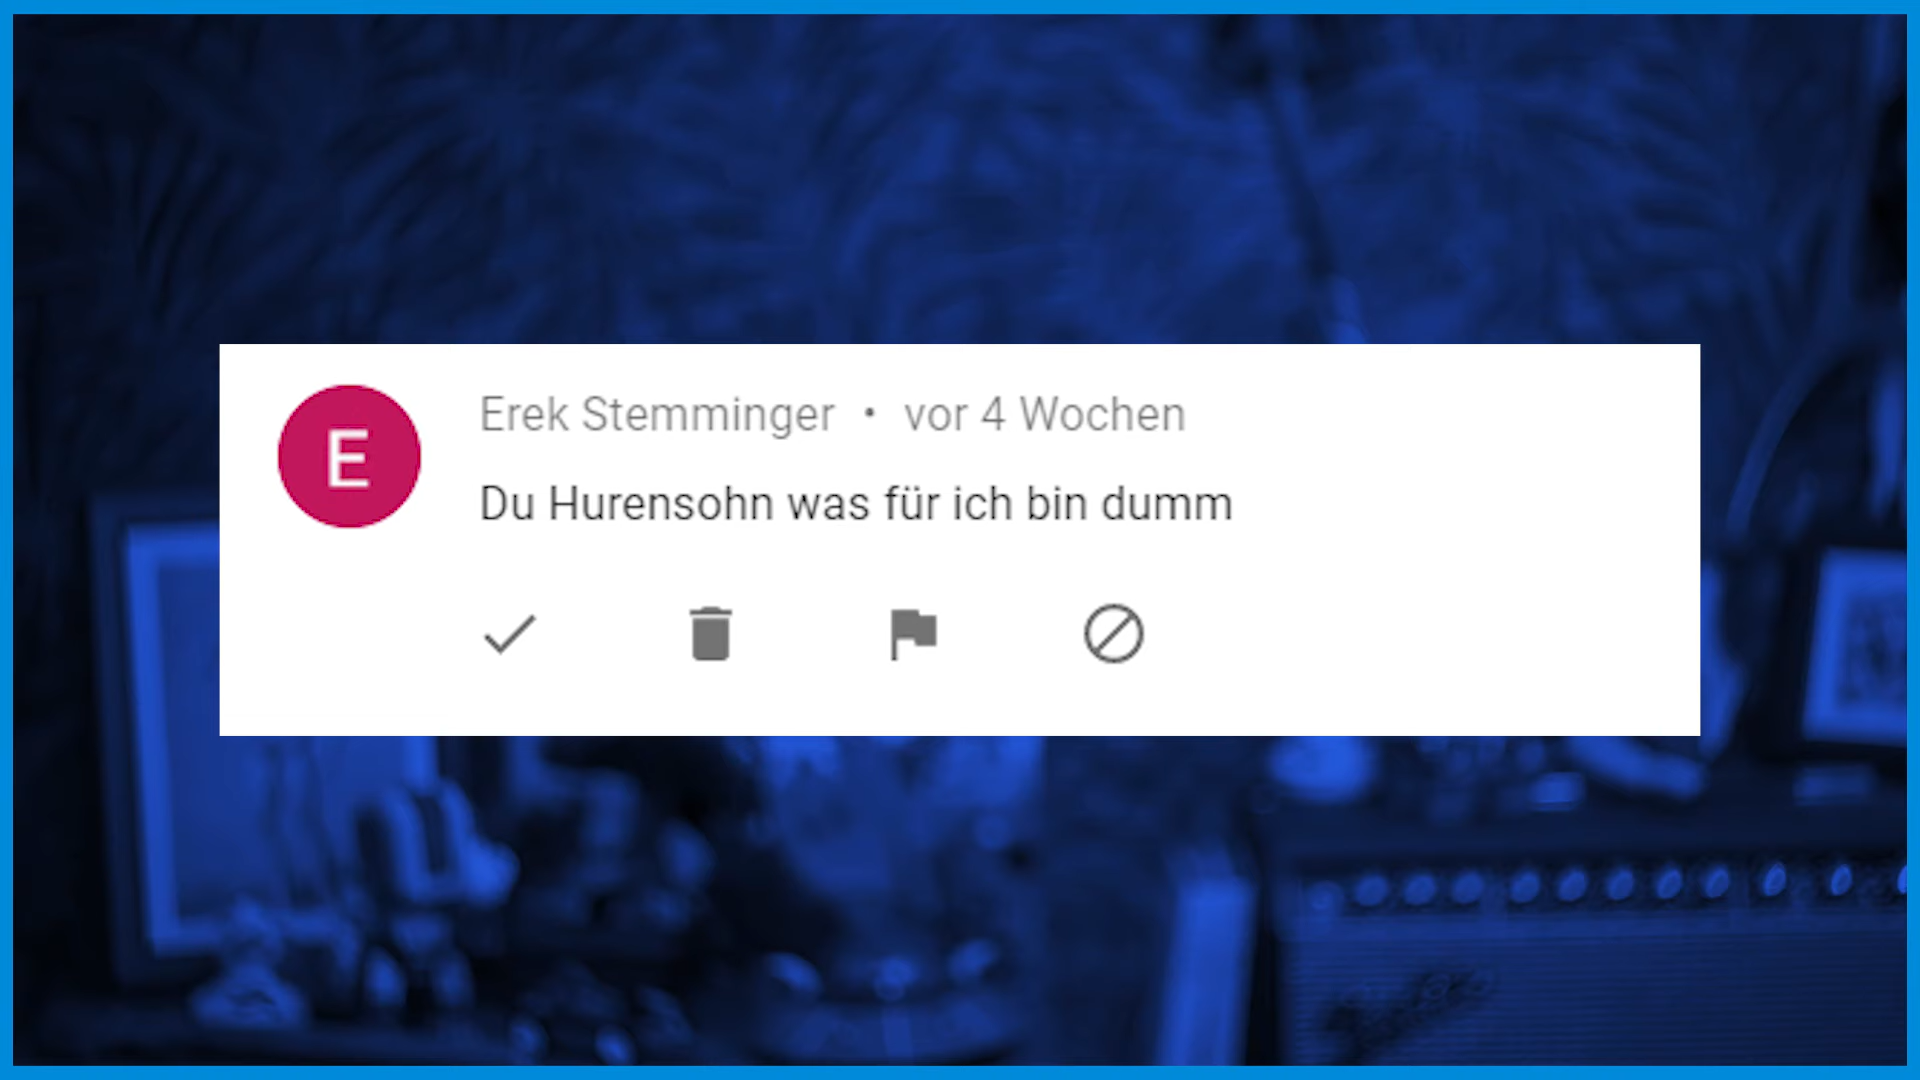 E
Erek Stemminger • vor 4 Wochen
Du Hurensohn was für ich bin dumm